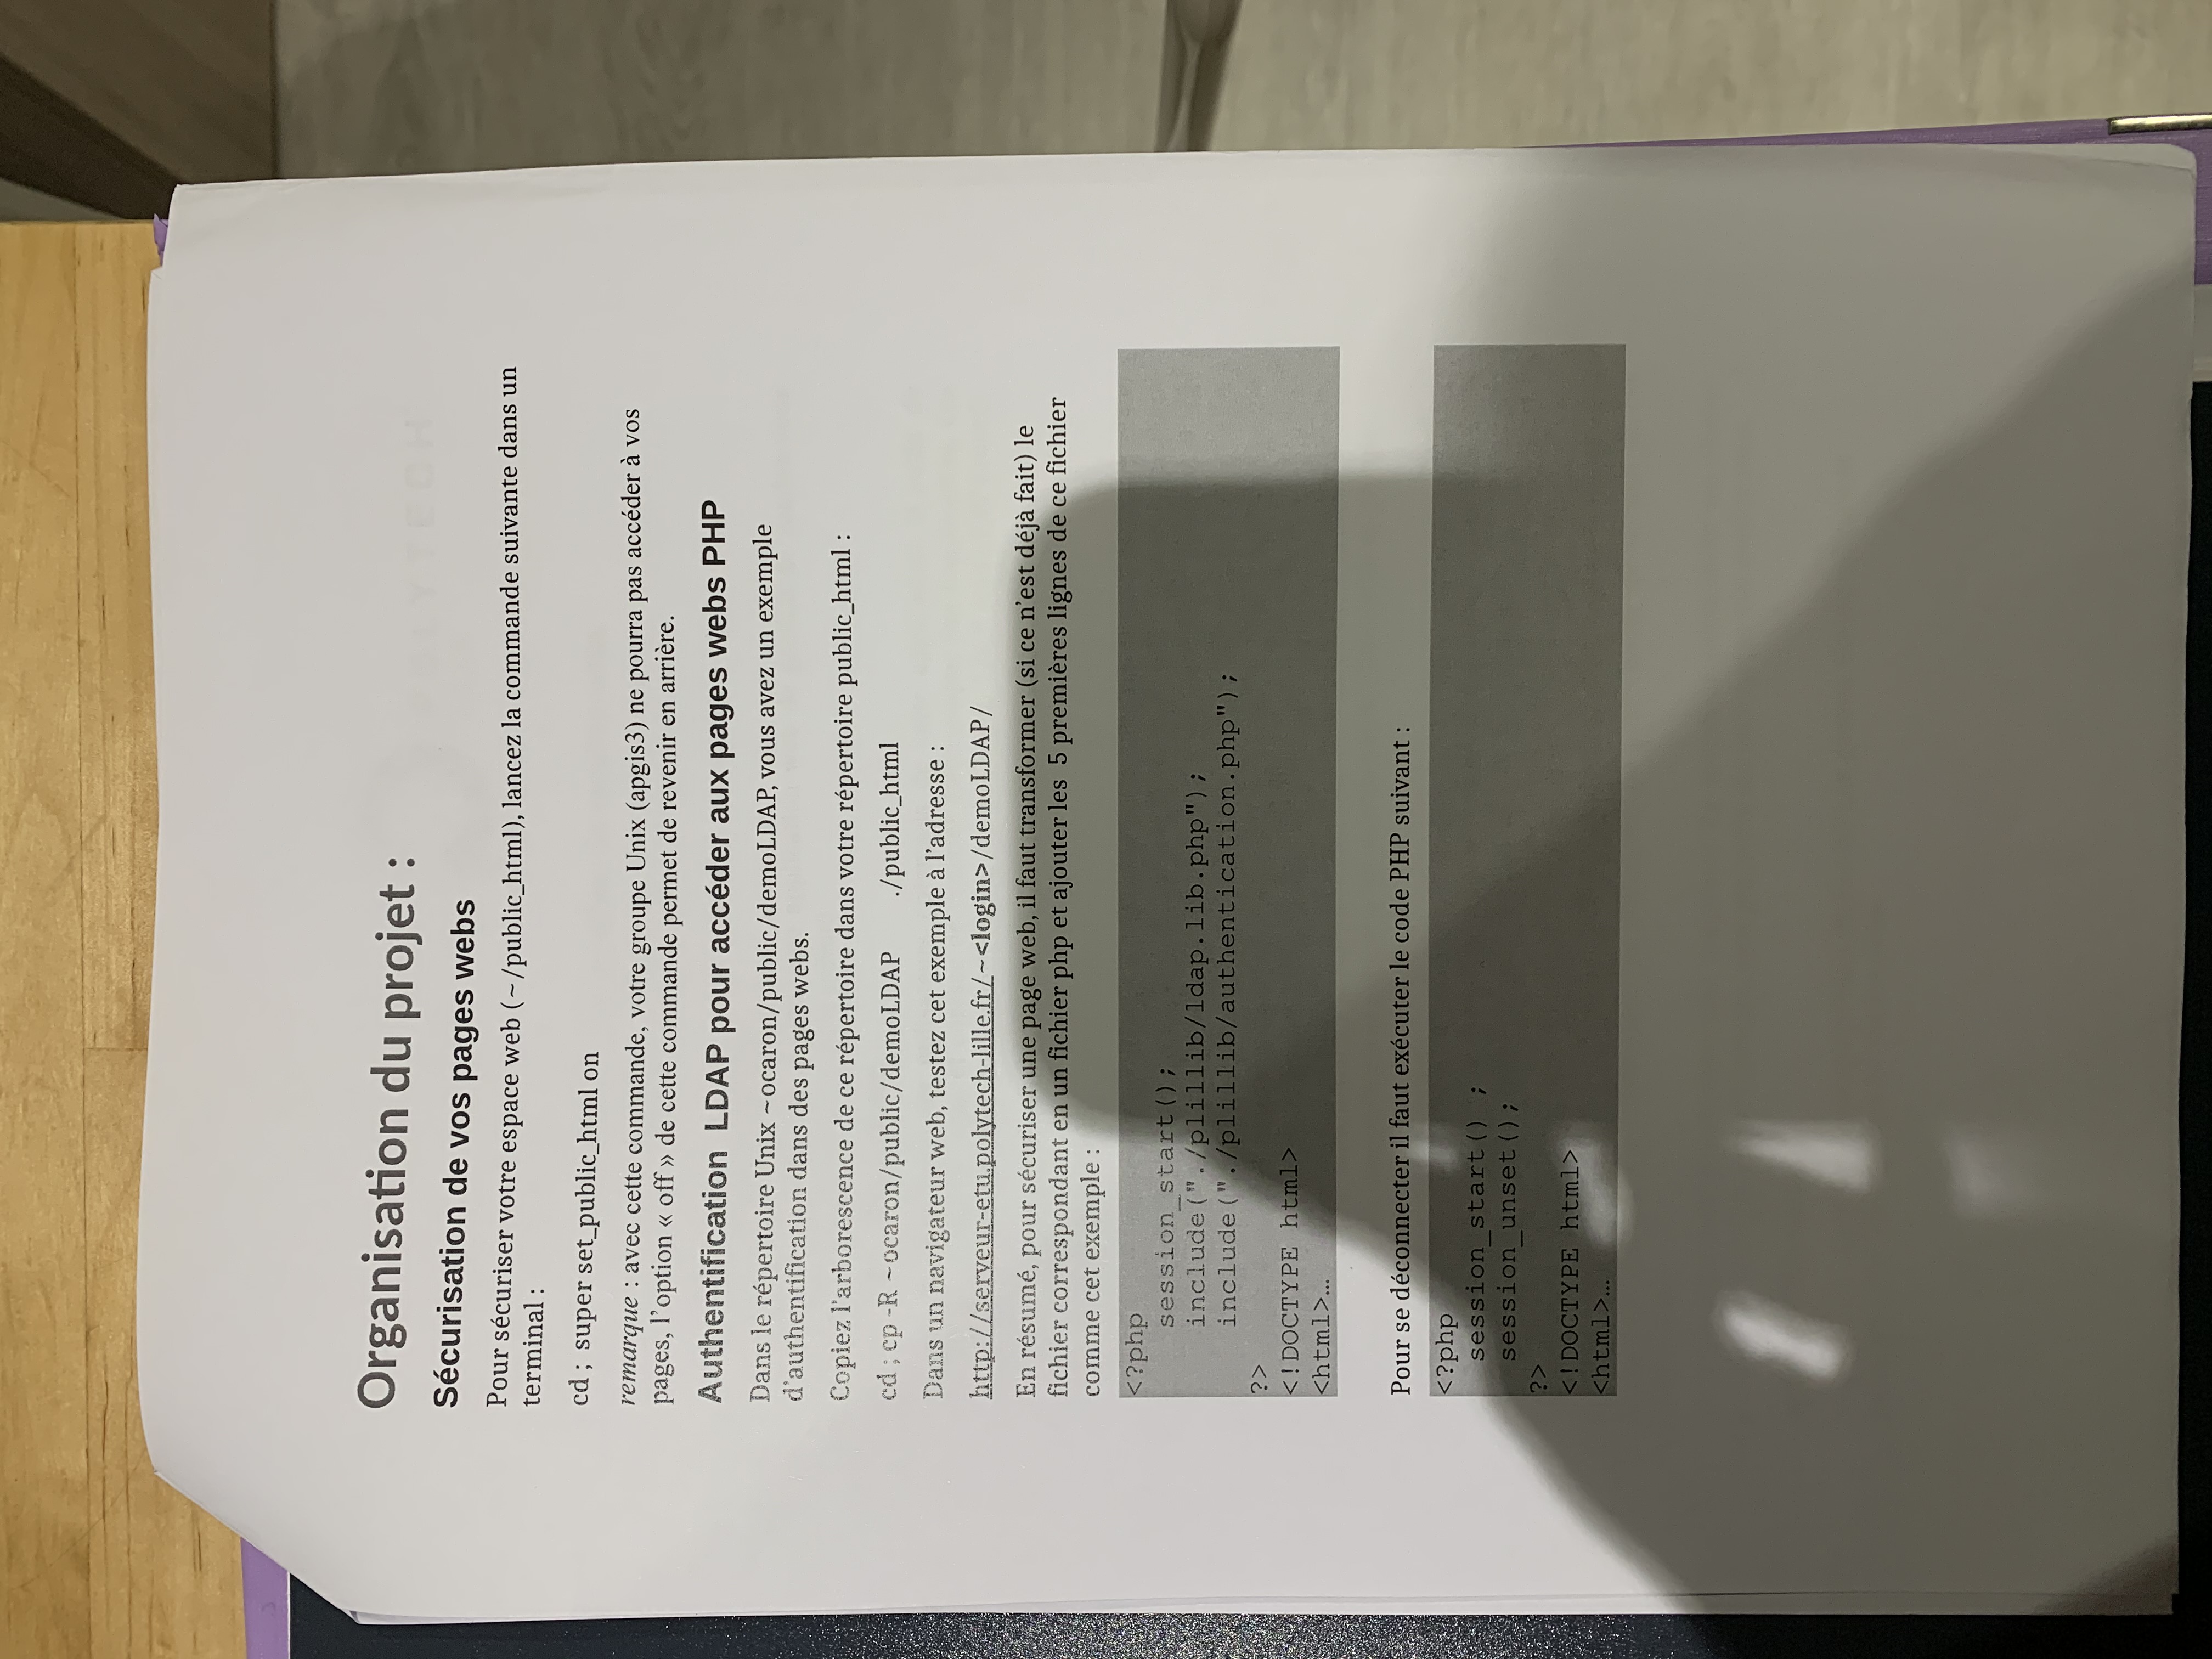 Organisation du projet :
Sécurisation de vos pages webs
Pour sécuriser votre espace web (~/public_html), lancez la commande suivante dans un
terminal :
cd ; super set_public_html on
remarque : avec cette commande, votre groupe Unix (apgis3) ne pourra pas accéder à vos
pages, l'option « off » de cette commande permet de revenir en arrière.
Authentification LDAP pour accéder aux pages webs PHP
Dans le répertoire Unix ~ocaron/public/demoLDAP, vous avez un exemple
d'authentification dans des pages webs.
Copiez l'arborescence de ce répertoire dans votre répertoire public_html :
cd ; cp -R ~ocaron/public/demoLDAP ./public_html
Dans un navigateur web, testez cet exemple à l'adresse :
http://serveur-etu.polytech-lille.fr/~<login>/demoLDAP/
En résumé, pour sécuriser une page web, il faut transformer (si ce n'est déjà fait) le
fichier correspondant en un fichier php et ajouter les 5 premières lignes de ce fichier
comme cet exemple :
<?php
session_start();
include("./plillib/ldap.lib.php");
include("./plillib/authentication.php");
?>
<!DOCTYPE html>
<html>…
Pour se déconnecter il faut exécuter le code PHP suivant :
<?php
session_start() ;
session_unset();
?>
<!DOCTYPE html>
<html>…